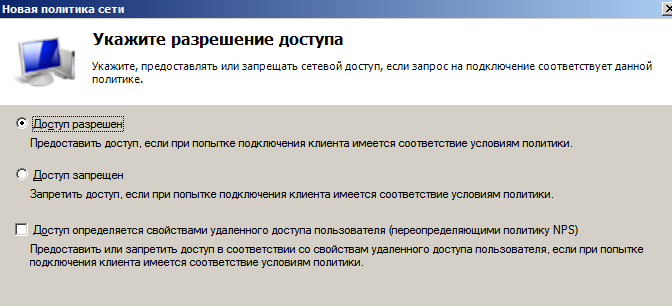 Новая политика сети
Укажите разрешение доступа
Укажите, предоставлять или запрещать сетевой доступ, если запрос на подключение соответствует данной
политике.
Доступ разрешен
Предоставить доступ, если при попытке подключения клиента имеется соответствие условиям политики.
Доступ запрещен
Запретить доступ, если при попытке подключения клиента имеется соответствие условиям политики.
Доступ определяется свойствами удаленного доступа пользователя (переопределяющими политику NPS)
Предоставить или запретить доступ в соответствии со свойствам удаленного доступа пользователя, если при попытке
подключения клиента имеется соответствие условиям политики.